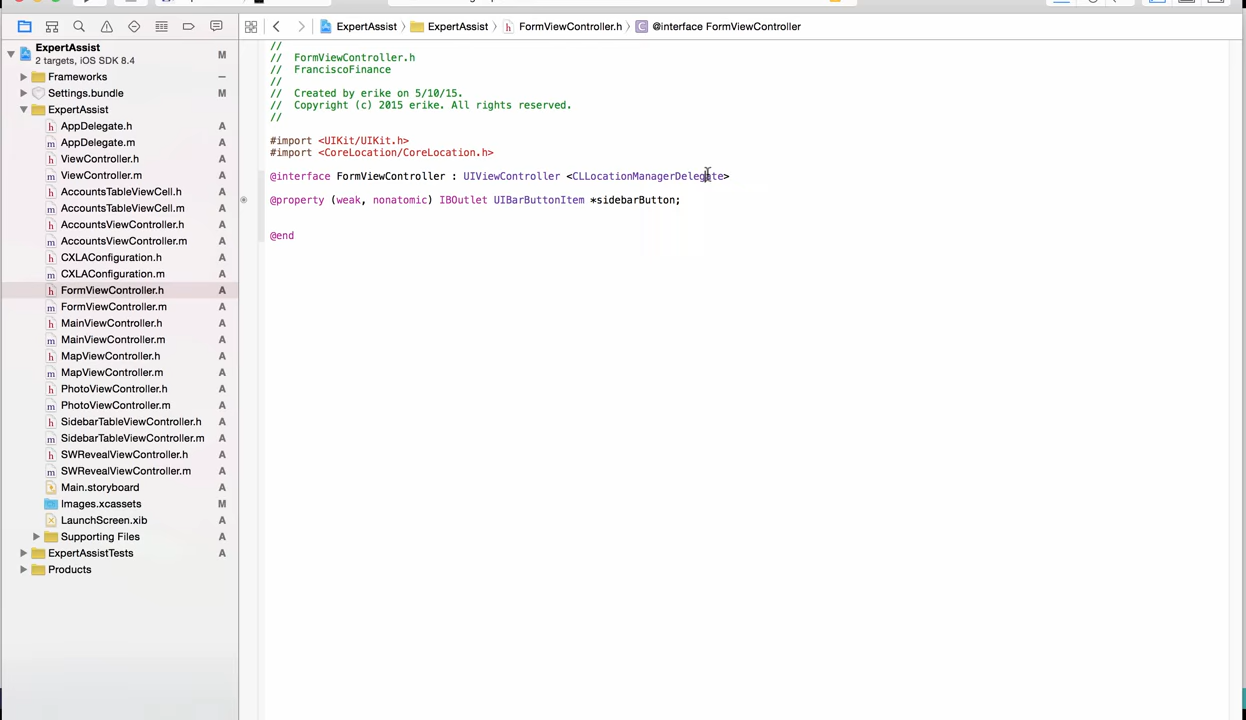 ExpertAssist
ExpertAssist
FormViewController.h
@interface FormViewController
ExpertAssist
M
2 targets, iOS SDK 8.4
Frameworks
Settings.bundle
M
ExpertAssist
AppDelegate.h
A
AppDelegate.m
A
ViewController.h
A
ViewController.m
A
AccountsTableViewCell.h
A
AccountsTableViewCell.m
A
AccountsViewController.h
A
AccountsViewController.m
A
CXLAConfiguration.h
A
CXLAConfiguration.m
A
FormViewController.h
A
FormViewController.m
A
MainViewController.h
A
MainViewController.m
A
MapViewController.h
A
MapViewController.m
A
PhotoViewController.h
A
PhotoViewController.m
A
SidebarTableViewController.h
A
SidebarTableViewController.m
A
SWRevealViewController.h
A
SWRevealViewController.m
A
Main.storyboard
A
Images.xcassets
M
LaunchScreen.xib
A
Supporting Files
ExpertAssistTests
A
Products
//
//  FormViewController.h
//  FranciscoFinance
//
//  Created by erike on 5/10/15.
//  Copyright (c) 2015 erike. All rights reserved.
//
#import <UIKit/UIKit.h>
#import <CoreLocation/CoreLocation.h>
@interface FormViewController : UIViewController <CLLocationManagerDelegate>
@property (weak, nonatomic) IBOutlet UIBarButtonItem *sidebarButton;
@end